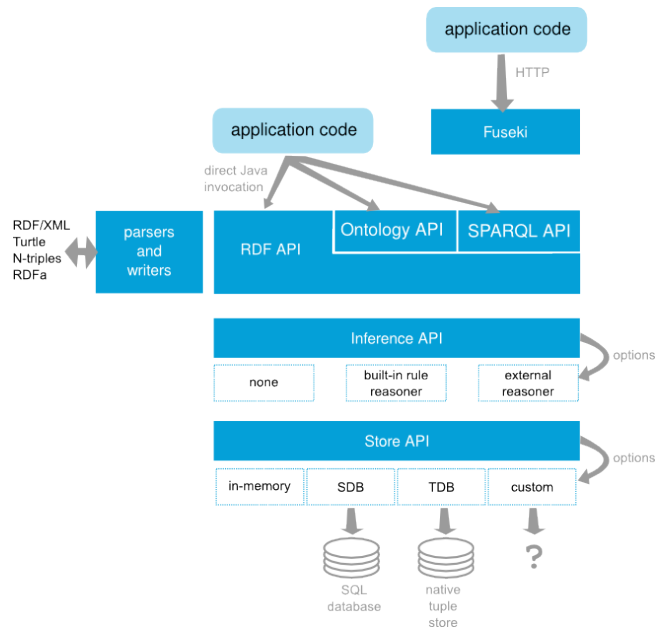 application code
HTTP
Fuseki
application code
direct Java
invocation
RDF/XML
Turtle
N-triples
RDFa
parsers
and
writers
RDF API
Ontology API
SPARQL API
Inference API
options
none
built-in rule
reasoner
external
reasoner
Store API
options
in-memory
SDB
TDB
custom
?
SQL
database
native
tuple
store